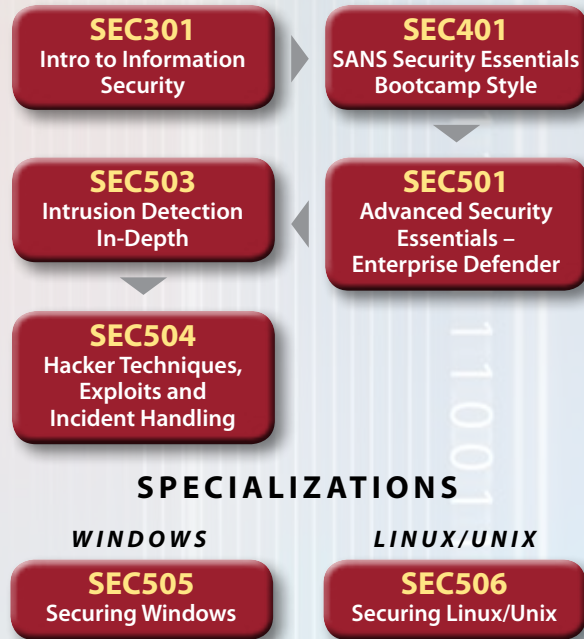 SEC301
Intro to Information
Security
SEC401
SANS Security Essentials
Bootcamp Style
SEC503
Intrusion Detection
In-Depth
SEC501
Advanced Security
Essentials –
Enterprise Defender
SEC504
Hacker Techniques,
Exploits and
Incident Handling
11001
SPECIALIZATIONS
WINDOWS
LINUX/UNIX
SEC505
Securing Windows
SEC506
Securing Linux/Unix